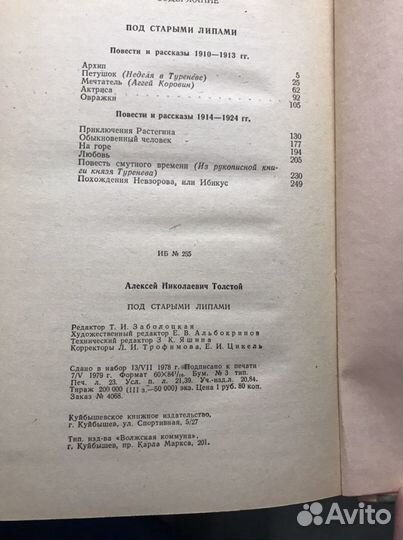 СОДЕРЖАНИЕ
ПОД СТАРЫМИ ЛИПАМИ
Повести и рассказы 1910—1913 гг.
Архип 5
Петушок (Неделя в Туреневе) 25
Мечтатель (Аггей Коровин) 62
Актриса 92
Овражки 105
Повести и рассказы 1914—1924 гг.
Приключения Растегина 130
Обыкновенный человек 177
На горе 194
Любовь 205
Повесть смутного времени (Из рукописной кни-
ги князя Туренева) 230
Похождения Невзорова, или Ибикус 249
ИБ № 255
Алексей Николаевич Толстой
ПОД СТАРЫМИ ЛИПАМИ
Редактор Т. И. Заболоцкая
Художественный редактор Е. В. Альбокринов
Технический редактор З. К. Яшина
Корректоры Л. И. Трофимова, Е. И. Цикель
Сдано в набор 13/VII 1978 г. Подписано к печати
7/V 1979 г. Формат 60×84 1/16. Бум. № 3 тип.
Печ. л. 23. Усл. п. л. 21,39. Уч.-изд. л. 20,84.
Тираж 200 000 (III з.—50 000) экз. Цена 1 руб. 80 коп.
Заказ № 4068.
Куйбышевское книжное издательство,
г. Куйбышев, ул. Спортивная, 5/27
Тип. изд-ва «Волжская коммуна»,
г. Куйбышев, пр. Карла Маркса, 201.
Avito